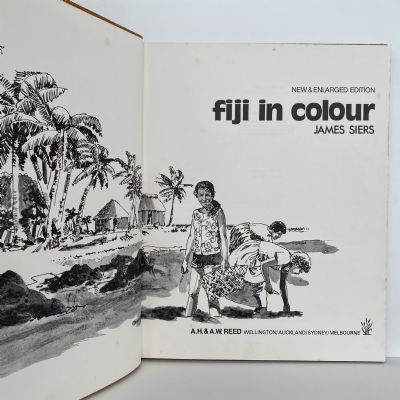 NEW & ENLARGED EDITION
fiji in colour
JAMES SIERS
A.H. & A.W. REED WELLINGTON/AUCKLAND/SYDNEY/MELBOURNE